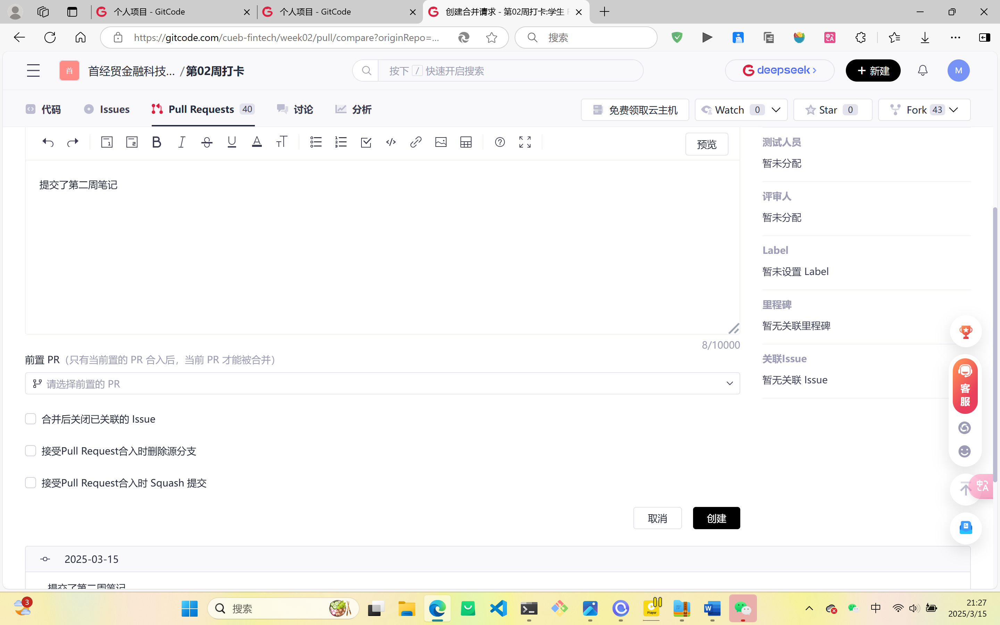 个人项目 - GitCode
个人项目 - GitCode
创建合并请求 - 第02周打卡:学生
https://gitcode.com/cueb-fintech/week02/pull/compare?originRepo=...
搜索
首
首经贸金融科技... / 第02周打卡
按下 / 快速开启搜索
deepseek
+ 新建
M
代码
Issues
Pull Requests 40
讨论
分析
免费领取云主机
Watch 0
Star 0
Fork 43
预览
提交了第二周笔记
8/10000
前置 PR（只有当前置的 PR 合入后，当前 PR 才能被合并）
请选择前置的 PR
合并后关闭已关联的 Issue
接受Pull Request合入时删除源分支
接受Pull Request合入时 Squash 提交
取消
创建
2025-03-15
提交了第二周笔记
测试人员
暂未分配
评审人
暂未分配
Label
暂未设置 Label
里程碑
暂无关联里程碑
关联Issue
暂无关联 Issue
客服
中A
3
搜索
Player
中
21:27
2025/3/15